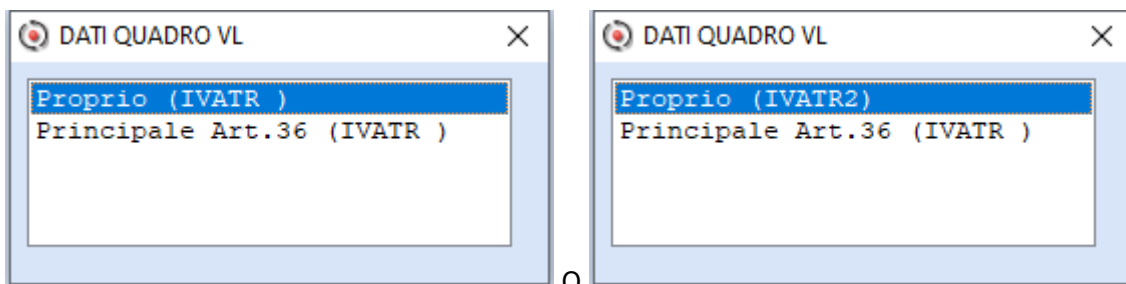 DATI QUADRO VL
Proprio (IVATR )
Principale Art.36 (IVATR )
o
DATI QUADRO VL
Proprio (IVATR2)
Principale Art.36 (IVATR )